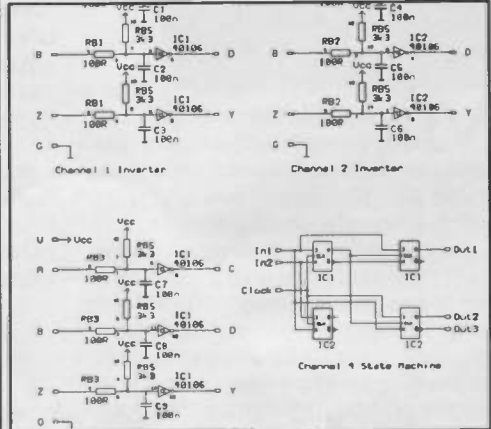 C1
100n
Vcc
RB5
3k3
IC1
40106
B
RB1
100R
D
C2
100n
Vcc
RB5
3k3
IC1
40106
Z
RB1
100R
Y
C3
100n
G
Channel 1 Inverter
C4
100n
Vcc
RB5
3k3
IC2
40106
B
RB2
100R
D
C5
100n
Vcc
RB5
3k3
IC2
40106
Z
RB2
100R
Y
C6
100n
G
Channel 2 Inverter
V
Vcc
Vcc
RB5
3k3
IC1
40106
A
RB3
100R
C
C7
100n
Vcc
RB5
3k3
IC1
40106
B
RB3
100R
D
C8
100n
Vcc
RB5
3k3
IC1
40106
Z
RB3
100R
Y
C9
100n
G
In1
In2
Clock
IC1
IC1
Out1
IC2
IC2
Out2
Out3
Channel 4 State Machine